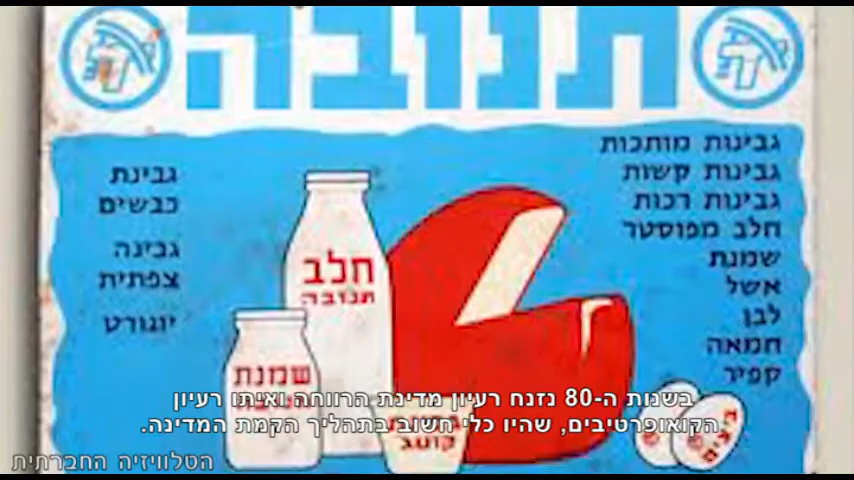 תנובה
גבינות מותכות
גבינות קשות
גבינות רכות
חלב מפוסטר
שמנת
אשל
לבן
חמאה
קפיר
גבינת
כבשים
גבינה
צפתית
יוגורט
חלב
תנובה
שמנת
קוטג
ביצים
בשנות ה-80 נזנח רעיון מדינת הרווחה ואיתו רעיון
הקואופרטיבים, שהיו כלי חשוב בתהליך הקמת המדינה.
הטלוויזיה החברתית